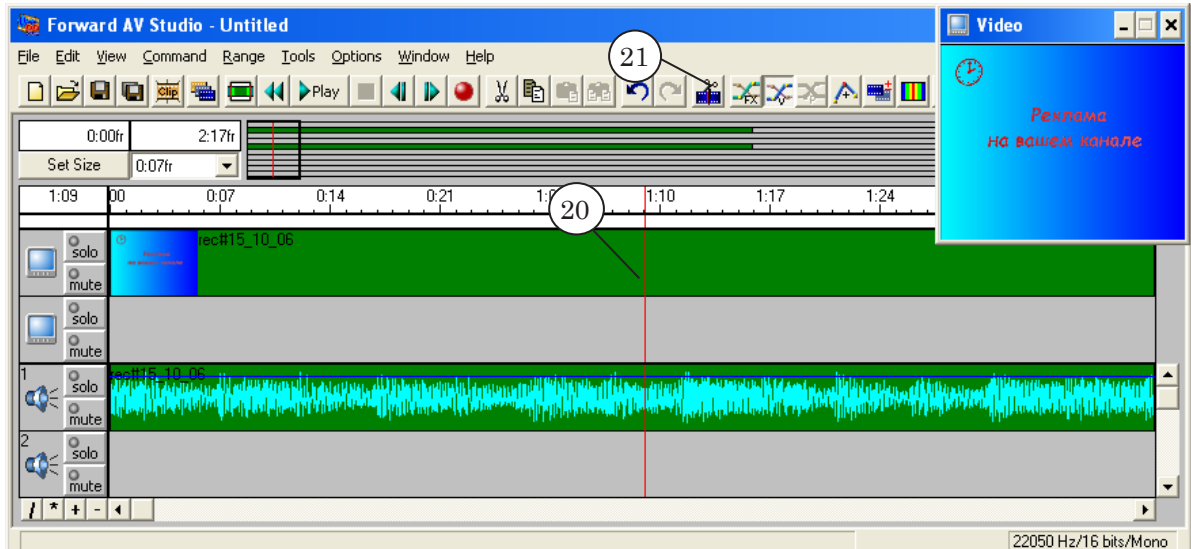 Forward AV Studio - Untitled
Video
File Edit View Command Range Tools Options Window Help
21
Clip
Play
FX
V
Реклама
на вашем канале
0:00fr 2:17fr
Set Size 0:07fr
1:09 00 0:07 0:14 0:21 1:10 1:17 1:24
20
solo
mute
rec#15_10_06
solo
mute
1
solo
mute
rec#15_10_06
2
solo
mute
/ * + -
22050 Hz/16 bits/Mono